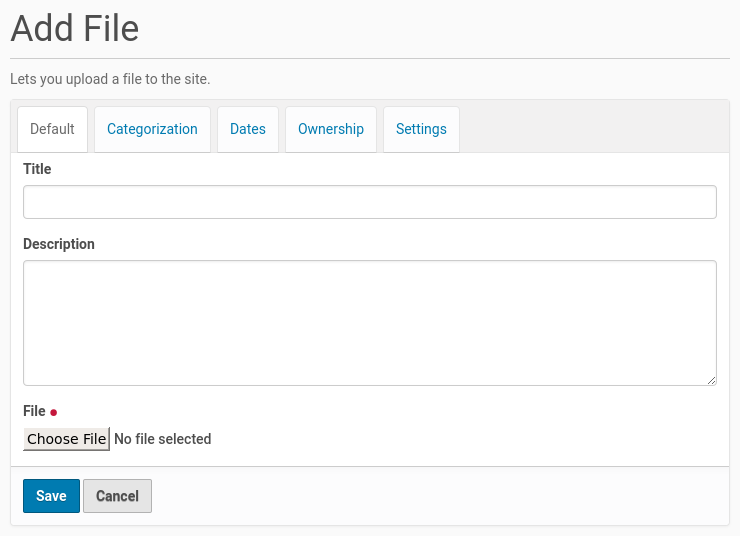 Add File
Lets you upload a file to the site.
Default Categorization Dates Ownership Settings
Title
Description
File
Choose File No file selected
Save Cancel